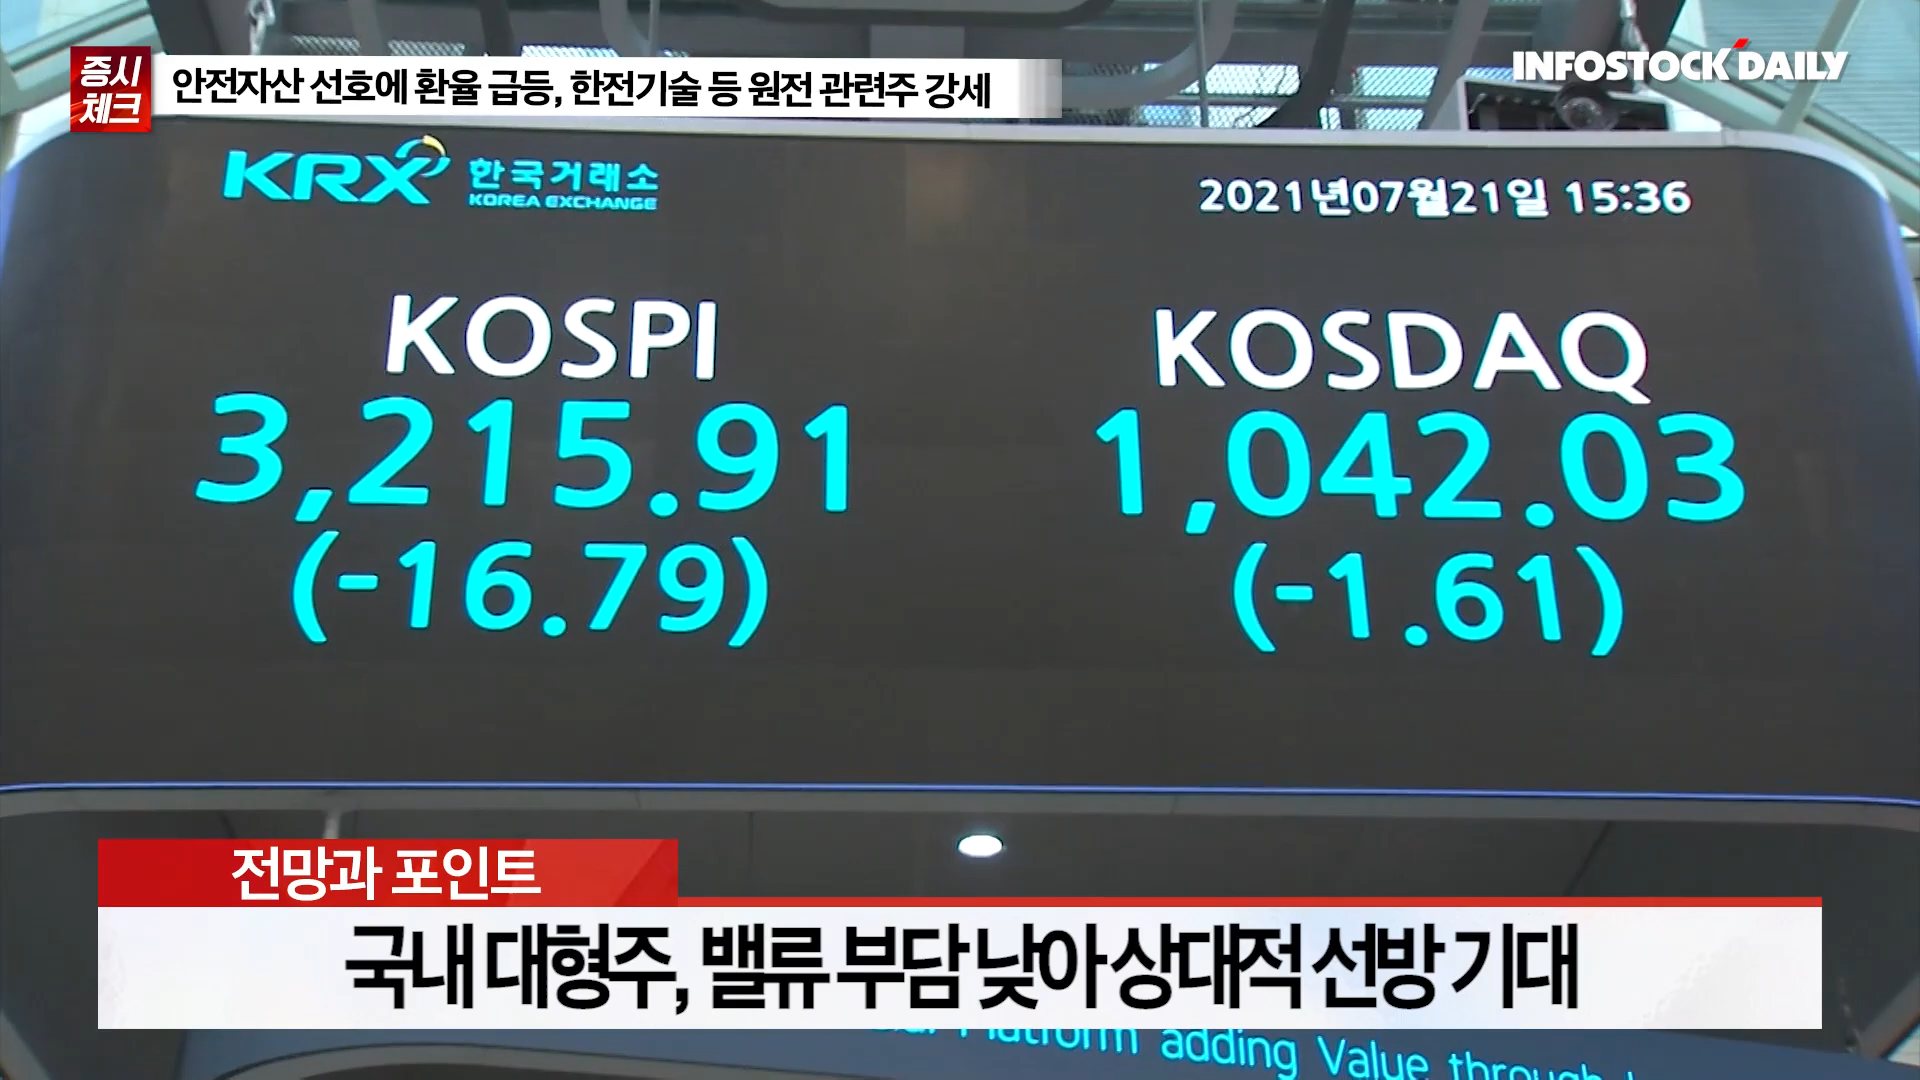 증시
체크
안전자산 선호에 환율 급등, 한전기술 등 원전 관련주 강세
INFOSTOCK DAILY
KRX 한국거래소
KOREA EXCHANGE
2021년07월21일 15:36
KOSPI
3,215.91
(-16.79)
KOSDAQ
1,042.03
(-1.61)
전망과 포인트
국내 대형주, 밸류 부담 낮아 상대적 선방 기대
Platform adding Value through